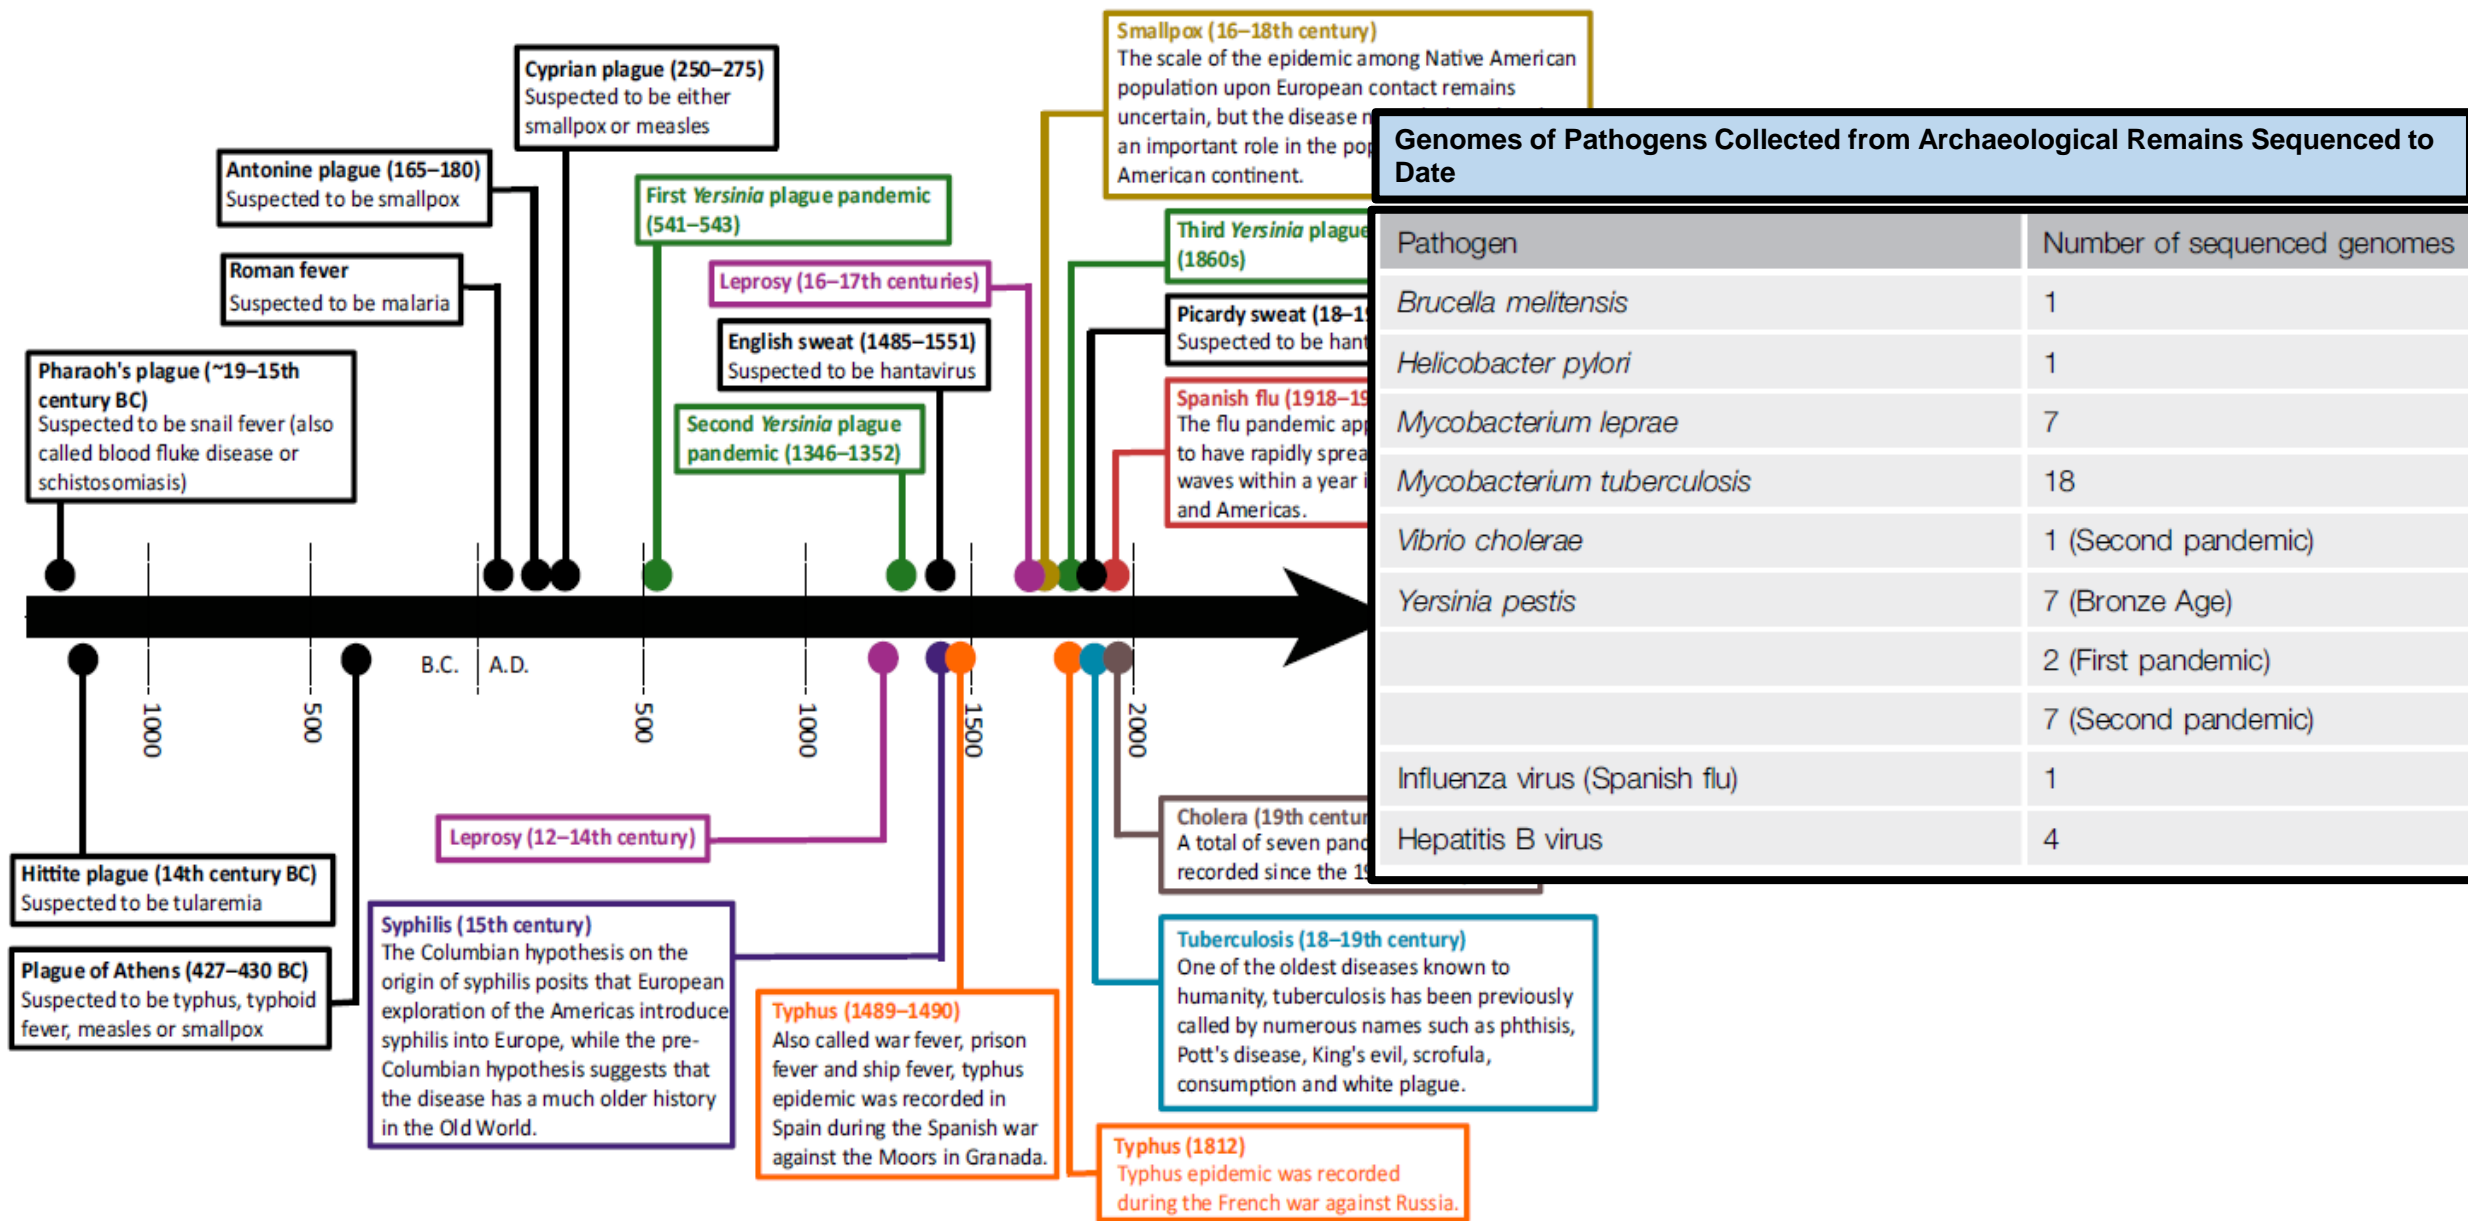 Smallpox (16–18th century)
The scale of the epidemic among Native American
population upon European contact remains
uncertain, but the disease
an important role in the
American continent.
Cyprian plague (250–275)
Suspected to be either
smallpox or measles
Antonine plague (165–180)
Suspected to be smallpox
Roman fever
Suspected to be malaria
Pharaoh's plague (~19–15th
century BC)
Suspected to be snail fever (also
called blood fluke disease or
schistosomiasis)
First Yersinia plague pandemic
(541–543)
Leprosy (16–17th centuries)
English sweat (1485–1551)
Suspected to be hantavirus
Second Yersinia plague
pandemic (1346–1352)
Third Yersinia plague
(1860s)
Picardy sweat
Suspected to be
Spanish flu
The flu pandemic
to have rapidly
waves within a year
and Americas.
B.C. A.D.
1000
500
500
1000
1500
2000
Hittite plague (14th century BC)
Suspected to be tularemia
Plague of Athens (427–430 BC)
Suspected to be typhus, typhoid
fever, measles or smallpox
Leprosy (12–14th century)
Syphilis (15th century)
The Columbian hypothesis on the
origin of syphilis posits that European
exploration of the Americas introduce
syphilis into Europe, while the pre-
Columbian hypothesis suggests that
the disease has a much older history
in the Old World.
Typhus (1489–1490)
Also called war fever, prison
fever and ship fever, typhus
epidemic was recorded in
Spain during the Spanish war
against the Moors in Granada.
Cholera (19th
A total of seven
recorded since the
Tuberculosis (18–19th century)
One of the oldest diseases known to
humanity, tuberculosis has been previously
called by numerous names such as phthisis,
Pott's disease, King's evil, scrofula,
consumption and white plague.
Typhus (1812)
Typhus epidemic was recorded
during the French war against Russia.
Genomes of Pathogens Collected from Archaeological Remains Sequenced to
Date
Pathogen Number of sequenced genomes
Brucella melitensis 1
Helicobacter pylori 1
Mycobacterium leprae 7
Mycobacterium tuberculosis 18
Vibrio cholerae 1 (Second pandemic)
Yersinia pestis 7 (Bronze Age)
2 (First pandemic)
7 (Second pandemic)
Influenza virus (Spanish flu) 1
Hepatitis B virus 4